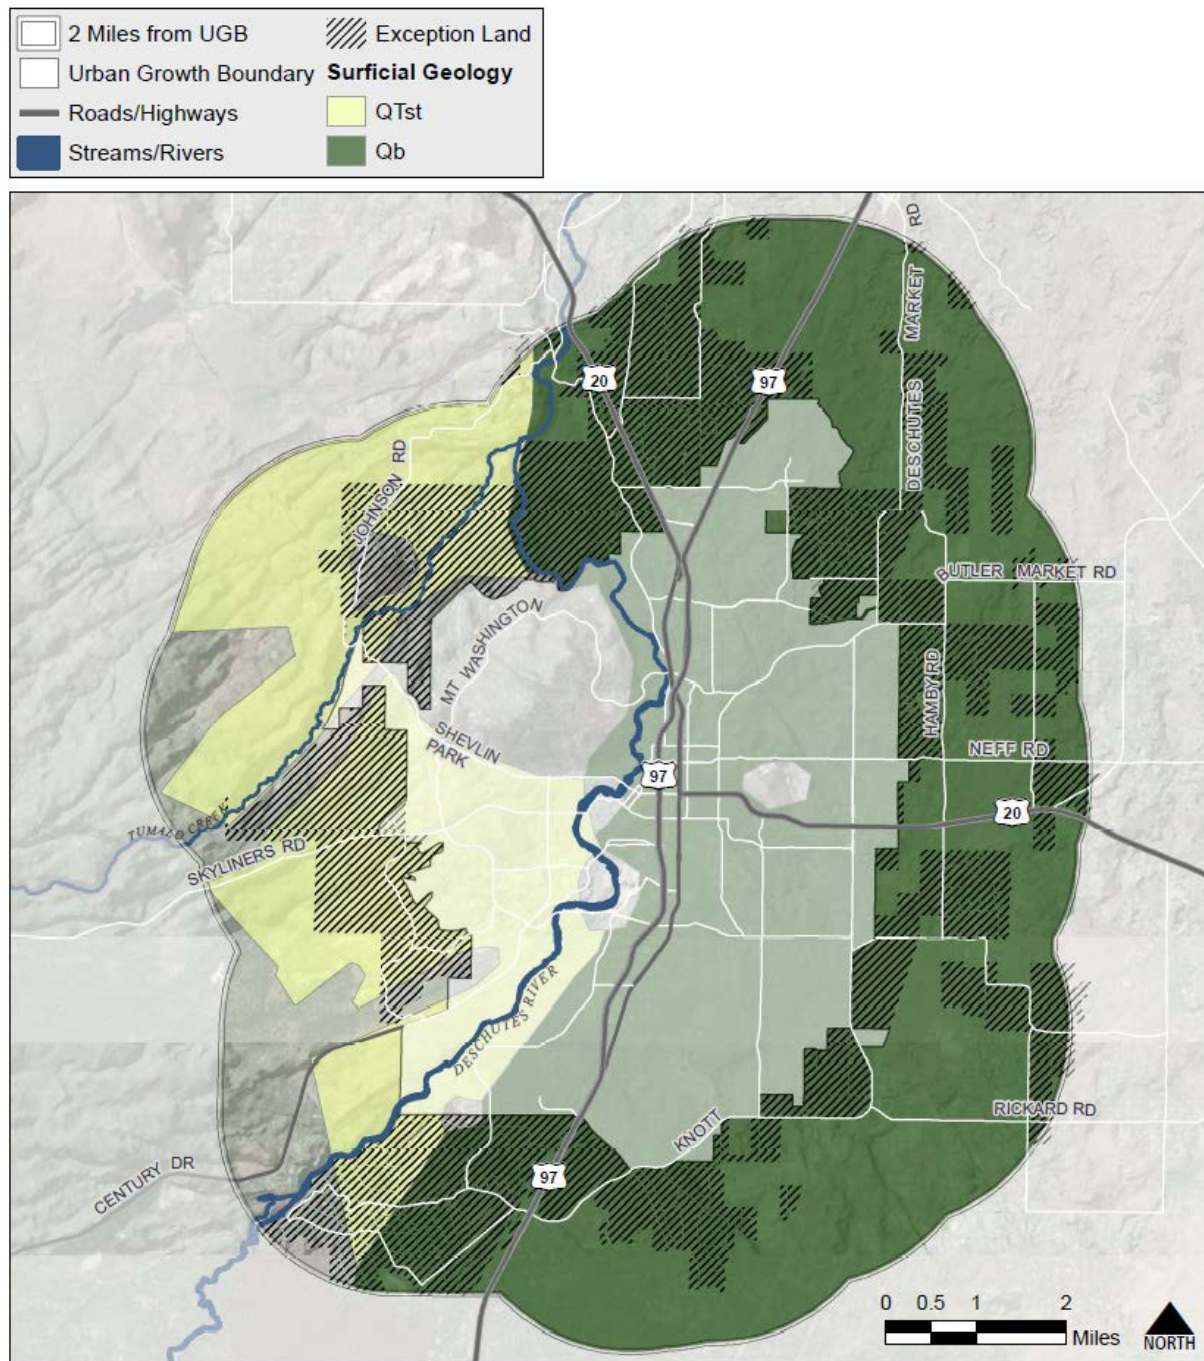 2 Miles from UGB
Urban Growth Boundary
Roads/Highways
Streams/Rivers
Exception Land
Surficial Geology
QTst
Qb
DESCHUTES MARKET RD
20
97
JOHNSON RD
BUTLER MARKET RD
MT WASHINGTON
HAMBY RD
SHEVLIN
PARK
NEFF RD
97
20
TUMALO CREEK
SKYLINERS RD
DESCHUTES RIVER
RICKARD RD
KNOTT
CENTURY DR
97
0 0.5 1 2
Miles
NORTH